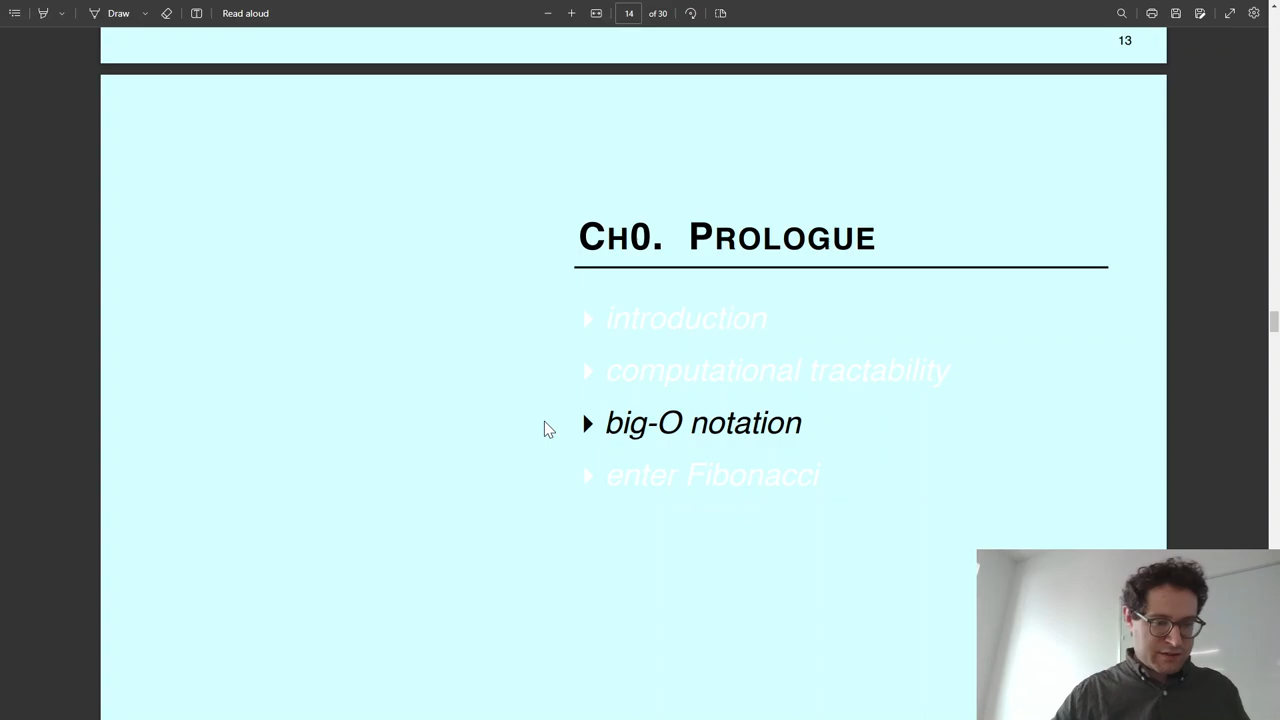 Draw
Read aloud
14 of 30
13
CH0. PROLOGUE
introduction
computational tractability
big-O notation
enter Fibonacci